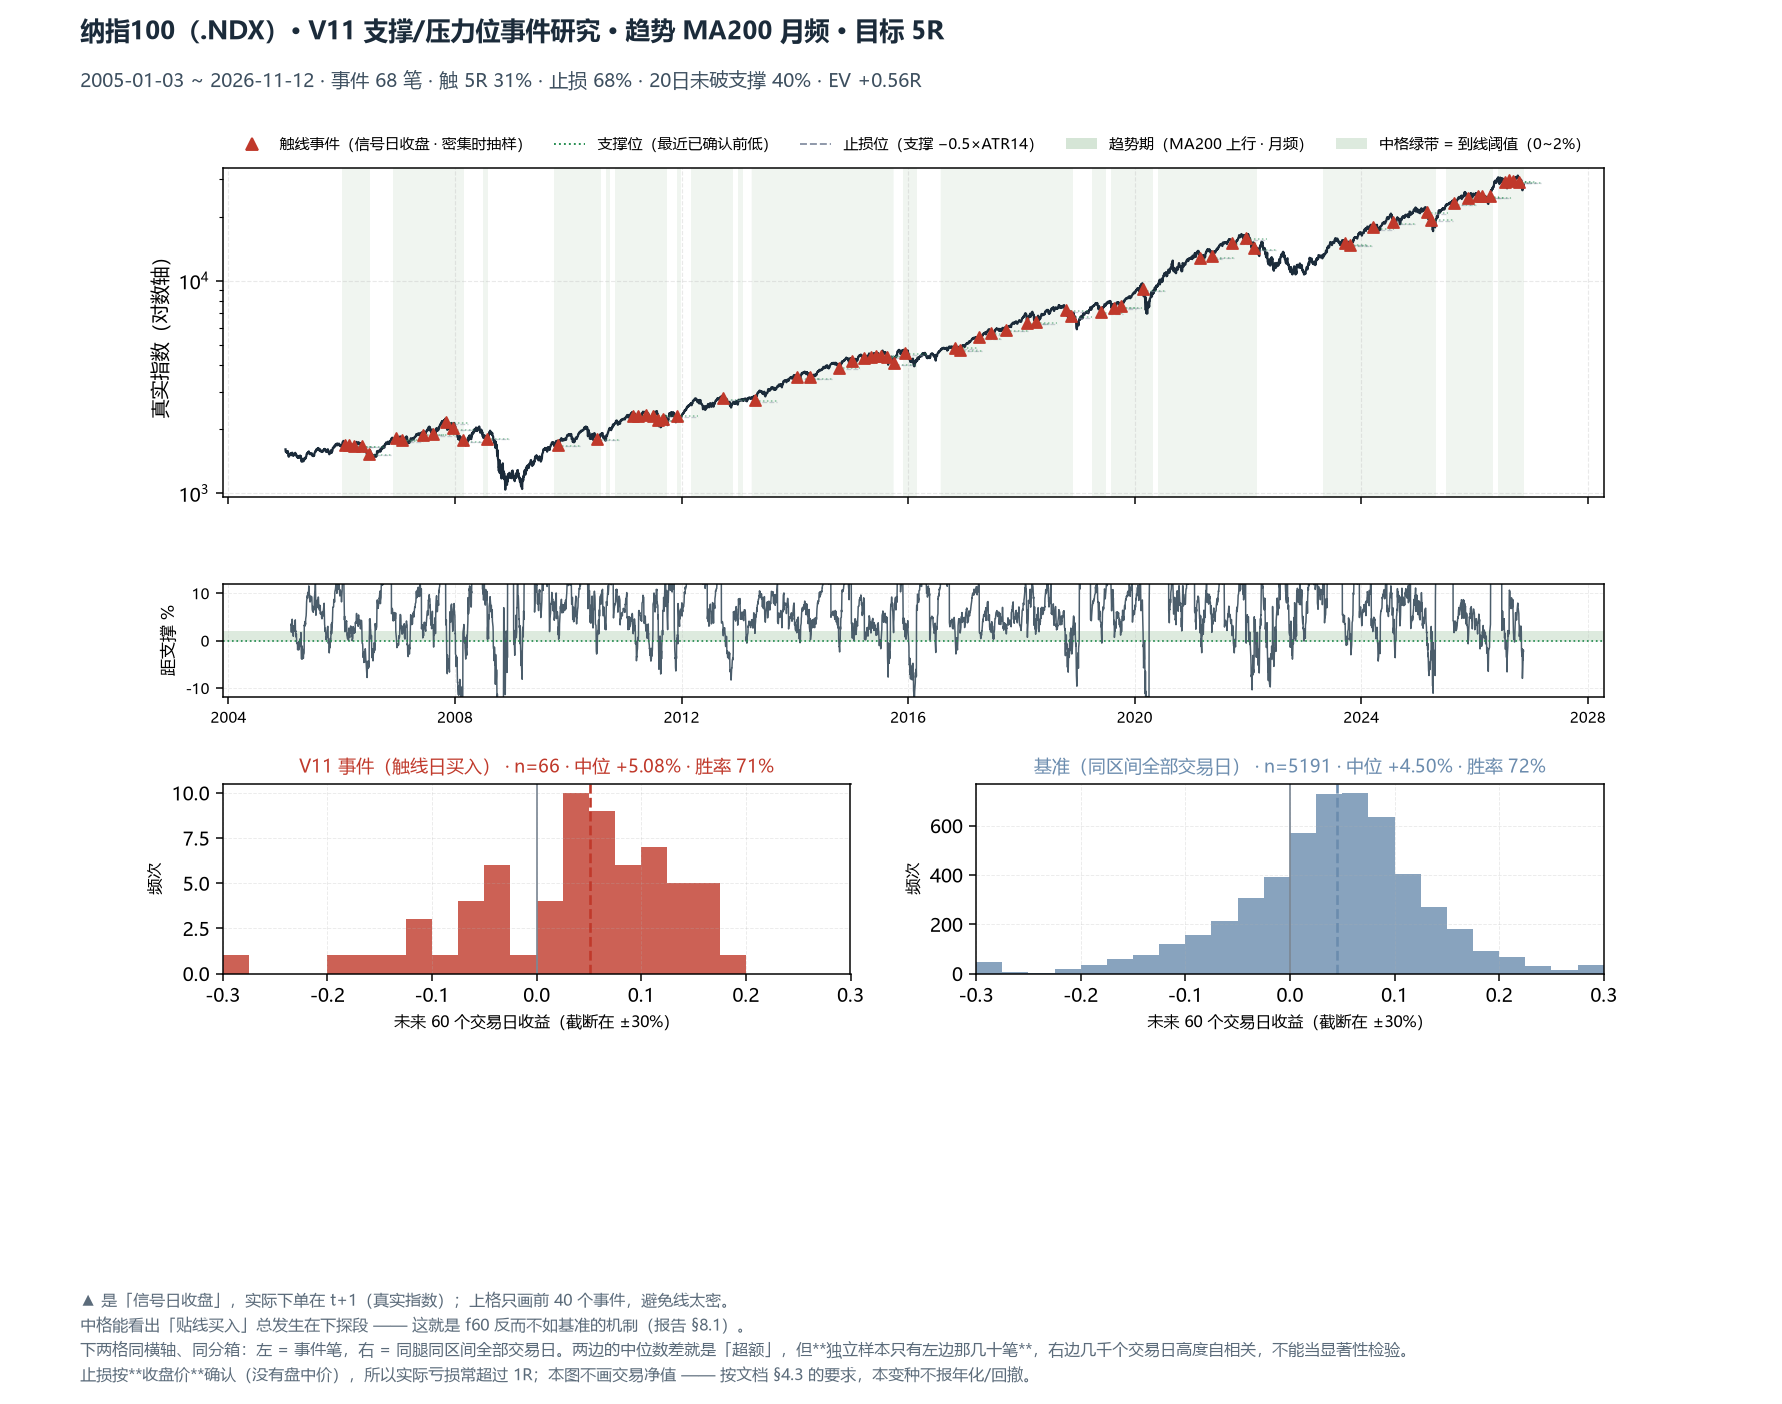 纳指100（.NDX）• V11 支撑/压力位事件研究 • 趋势 MA200 月频 • 目标 5R
2005-01-03 ~ 2026-11-12 · 事件 68 笔 · 触 5R 31% · 止损 68% · 20日未破支撑 40% · EV +0.56R
触线事件（信号日收盘 · 密集时抽样）
支撑位（最近已确认前低）
止损位（支撑 −0.5×ATR14）
趋势期（MA200 上行 · 月频）
中格绿带 = 到线阈值（0~2%）
真实指数（对数轴）
10⁴
10³
距支撑 %
10
0
-10
2004
2008
2012
2016
2020
2024
2028
V11 事件（触线日买入）· n=66 · 中位 +5.08% · 胜率 71%
频次
10.0
7.5
5.0
2.5
0.0
-0.3
-0.2
-0.1
0.0
0.1
0.2
0.3
未来 60 个交易日收益（截断在 ±30%）
基准（同区间全部交易日）· n=5191 · 中位 +4.50% · 胜率 72%
频次
600
400
200
0
-0.3
-0.2
-0.1
0.0
0.1
0.2
0.3
未来 60 个交易日收益（截断在 ±30%）
▲ 是「信号日收盘」，实际下单在 t+1（真实指数）；上格只画前 40 个事件，避免线太密。
中格能看出「贴线买入」总发生在下探段 —— 这就是 f60 反而不如基准的机制（报告 §8.1）。
下两格同横轴、同分箱：左 = 事件笔，右 = 同腿同区间全部交易日。两边的中位数差就是「超额」，但**独立样本只有左边那几十笔**，右边几千个交易日高度自相关，不能当显著性检验。
止损按**收盘价**确认（没有盘中价），所以实际亏损常超过 1R；本图不画交易净值 —— 按文档 §4.3 的要求，本变种不报年化/回撤。